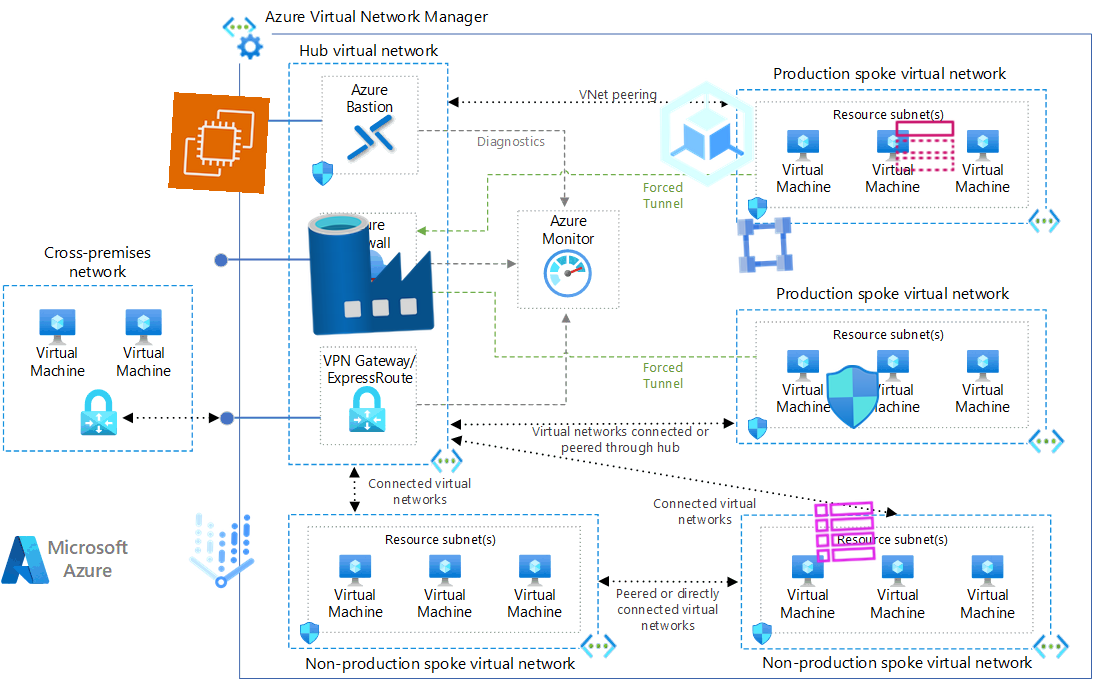 Azure Virtual Network Manager
Hub virtual network
Azure
Bastion
VNet peering
Diagnostics
Production spoke virtual network
Resource subnet(s)
Virtual
Machine
Virtual
Machine
Virtual
Machine
Forced
Tunnel
Azure
Monitor
Cross-premises
network
Virtual
Machine
Virtual
Machine
VPN Gateway/
ExpressRoute
Production spoke virtual network
Resource subnet(s)
Virtual
Machine
Virtual
Machine
Virtual
Machine
Forced
Tunnel
Virtual networks connected or
peered through hub
Connected virtual
networks
Connected virtual
networks
Resource subnet(s)
Virtual
Machine
Virtual
Machine
Virtual
Machine
Non-production spoke virtual network
Peered or directly
connected virtual
networks
Resource subnet(s)
Virtual
Machine
Virtual
Machine
Virtual
Machine
Non-production spoke virtual network
Microsoft
Azure